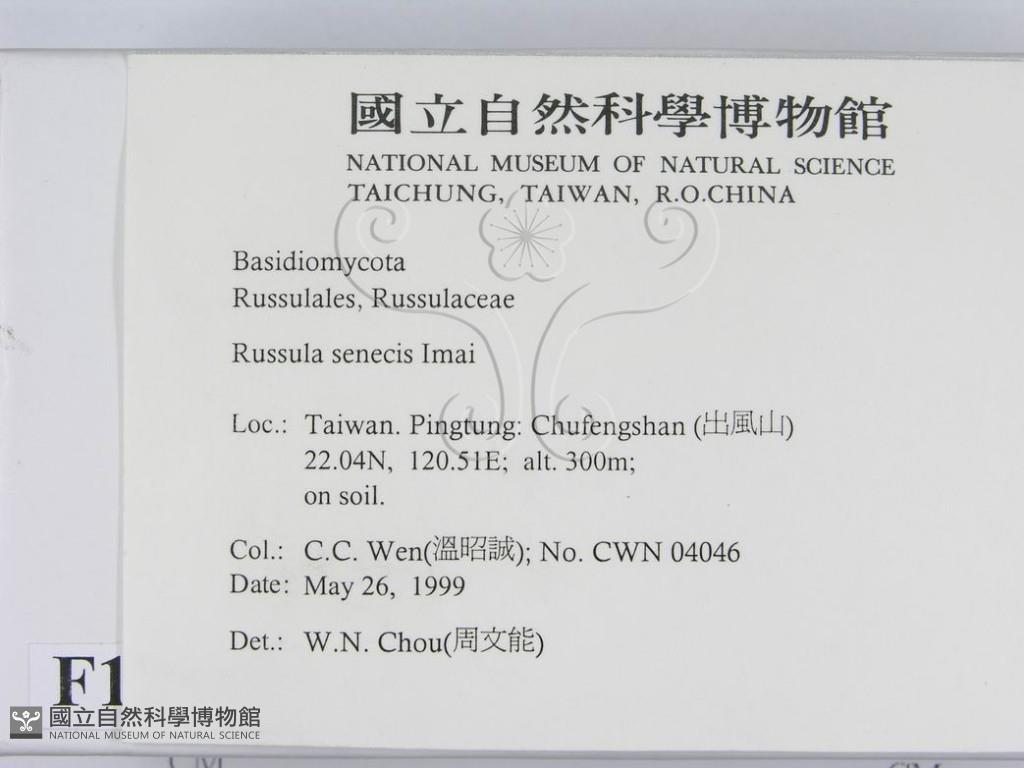 國立自然科學博物館
NATIONAL MUSEUM OF NATURAL SCIENCE
TAICHUNG, TAIWAN, R.O.CHINA
Basidiomycota
Russulales, Russulaceae
Russula senecis Imai
Loc.: Taiwan. Pingtung: Chufengshan (出風山)
22.04N, 120.51E; alt. 300m;
on soil.
Col.: C.C. Wen(溫昭誠); No. CWN 04046
Date: May 26, 1999
Det.: W.N. Chou(周文能)
F1
國立自然科學博物館
NATIONAL MUSEUM OF NATURAL SCIENCE